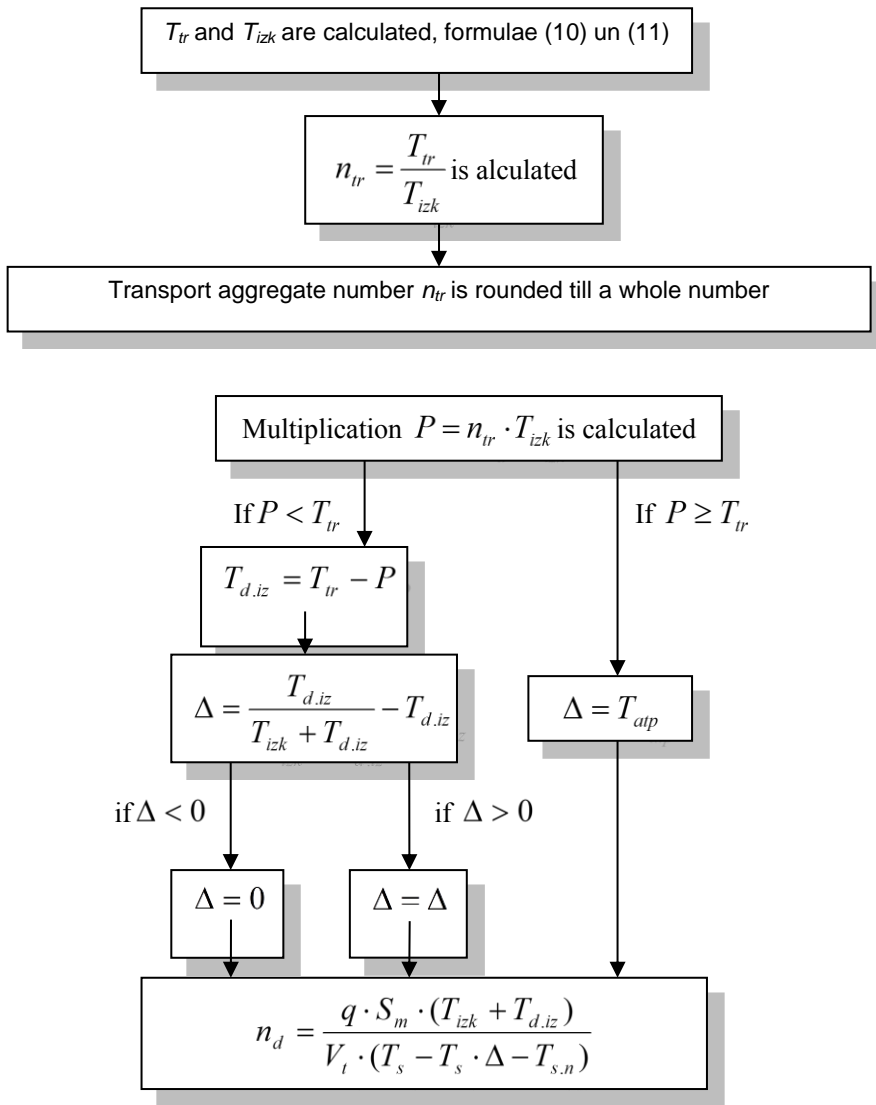 T_tr and T_izk are calculated, formulae (10) un (11)
n_tr = T_tr / T_izk is alculated
Transport aggregate number n_tr is rounded till a whole number
Multiplication P = n_tr · T_izk is calculated
If P < T_tr
If P ≥ T_tr
T_d.iz = T_tr − P
Δ = T_d.iz / (T_izk + T_d.iz) − T_d.iz
Δ = T_atp
if Δ < 0
if Δ > 0
Δ = 0
Δ = Δ
n_d = q · S_m · (T_izk + T_d.iz) / V_t · (T_s − T_s · Δ − T_s.n)